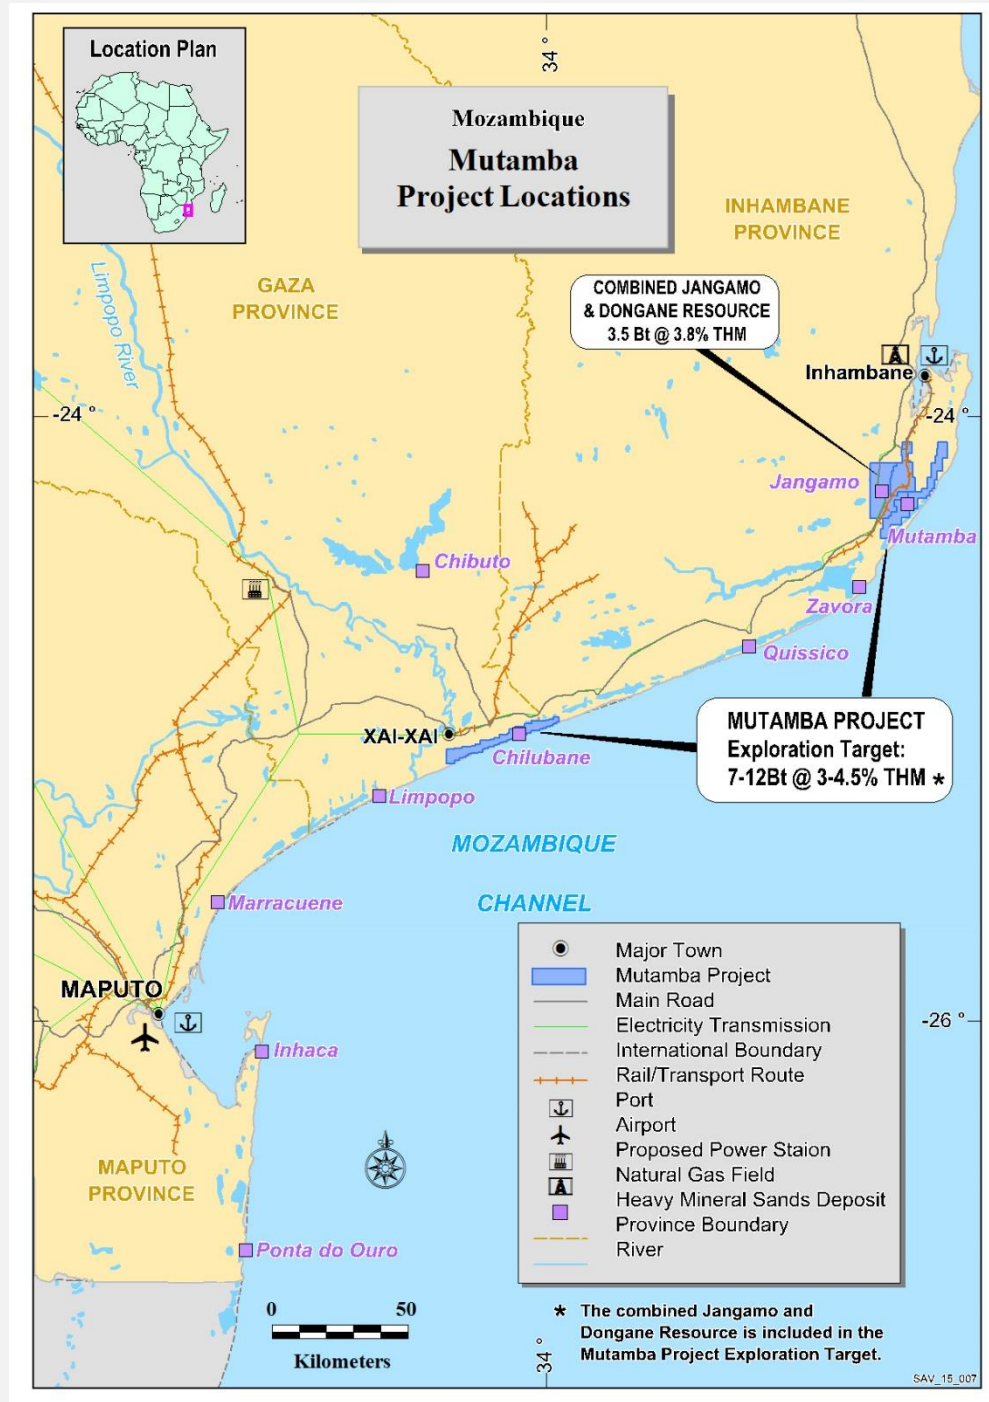 Location Plan
34 °
Mozambique
Mutamba
Project Locations
INHAMBANE
PROVINCE
GAZA
PROVINCE
Limpopo River
COMBINED JANGAMO
& DONGANE RESOURCE
3.5 Bt @ 3.8% THM
Inhambane
-24 °
-24 °
Jangamo
Mutamba
Chibuto
Zavora
Quissico
MUTAMBA PROJECT
Exploration Target:
7-12Bt @ 3-4.5% THM *
XAI-XAI
Chilubane
Limpopo
MOZAMBIQUE
CHANNEL
Marracuene
MAPUTO
Inhaca
-26 °
MAPUTO
PROVINCE
Ponta do Ouro
Major Town
Mutamba Project
Main Road
Electricity Transmission
International Boundary
Rail/Transport Route
Port
Airport
Proposed Power Staion
Natural Gas Field
Heavy Mineral Sands Deposit
Province Boundary
River
0 50
Kilometers
* The combined Jangamo and
Dongane Resource is included in the
Mutamba Project Exploration Target.
34 °
SAV_15_007